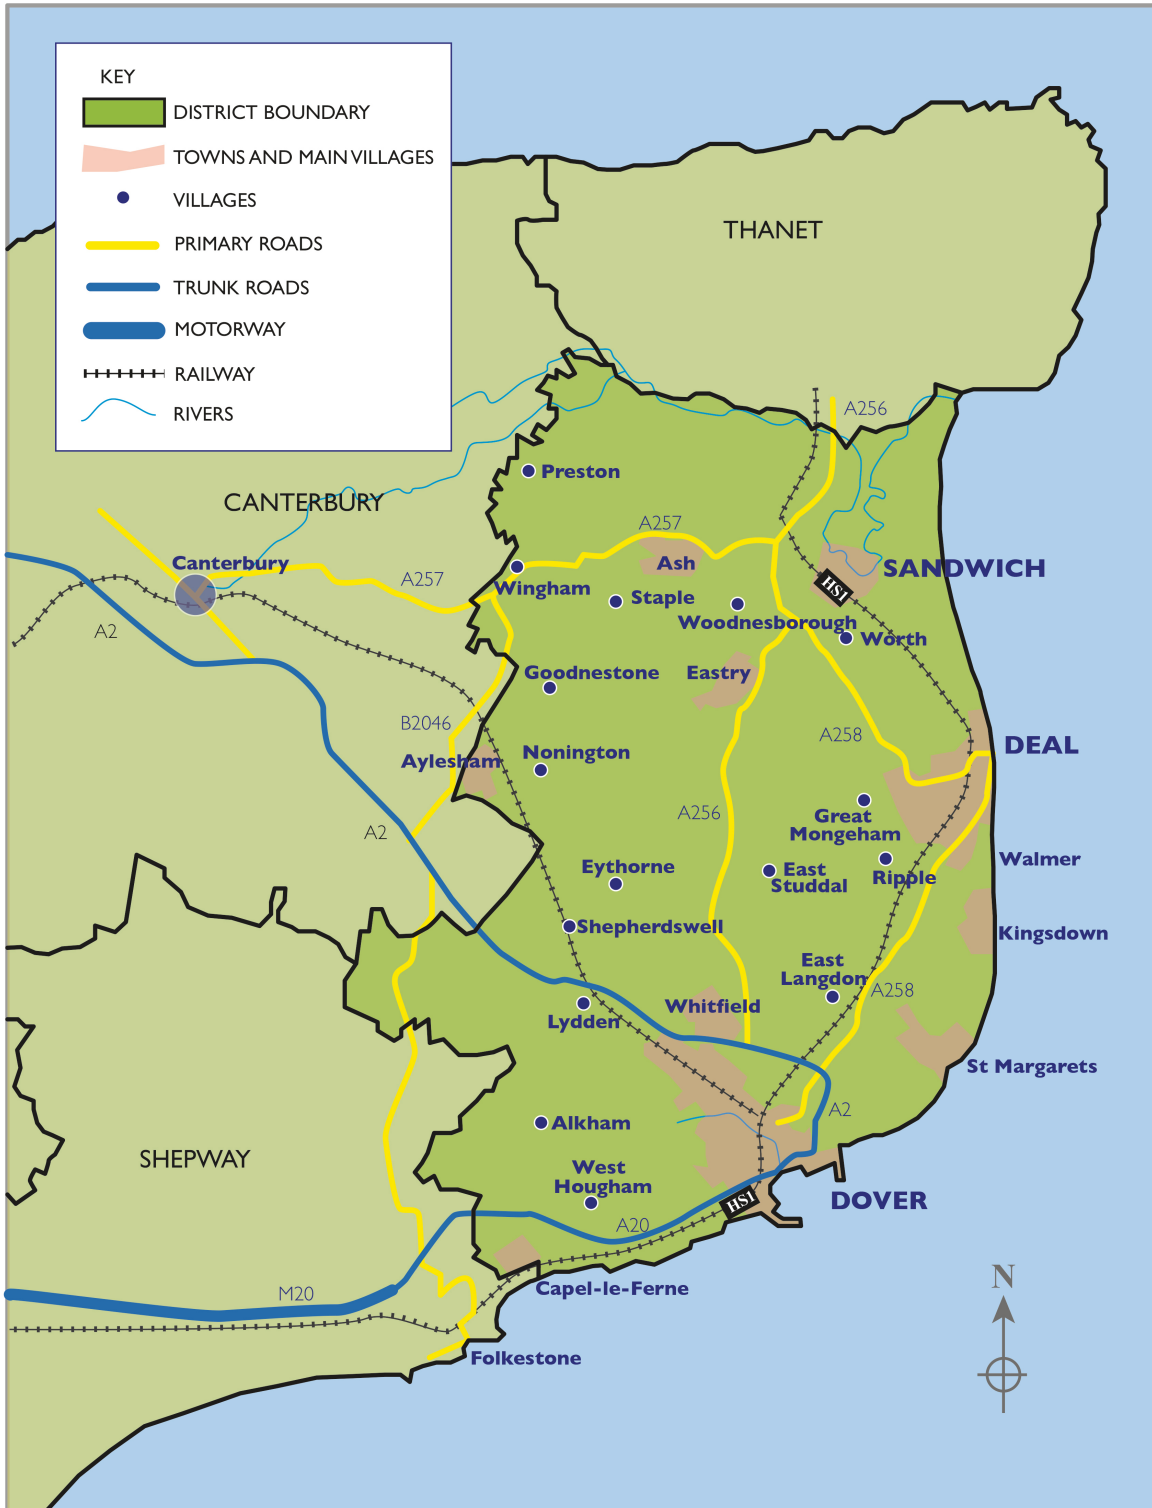 KEY
DISTRICT BOUNDARY
TOWNS AND MAIN VILLAGES
VILLAGES
PRIMARY ROADS
TRUNK ROADS
MOTORWAY
RAILWAY
RIVERS
THANET
A256
Preston
CANTERBURY
A257
Canterbury
Ash
SANDWICH
A257
Wingham
HS1
Staple
Woodnesborough
A2
Worth
Goodnestone
Eastry
B2046
A258
DEAL
Nonington
Aylesham
A256
Great
Mongeham
A2
Walmer
Eythorne
East
Studdal
Ripple
Shepherdswell
Kingsdown
East
Langdon
A258
Whitfield
Lydden
St Margarets
A2
Alkham
SHEPWAY
West
Hougham
HS1
DOVER
A20
N
Capel-le-Ferne
M20
Folkestone